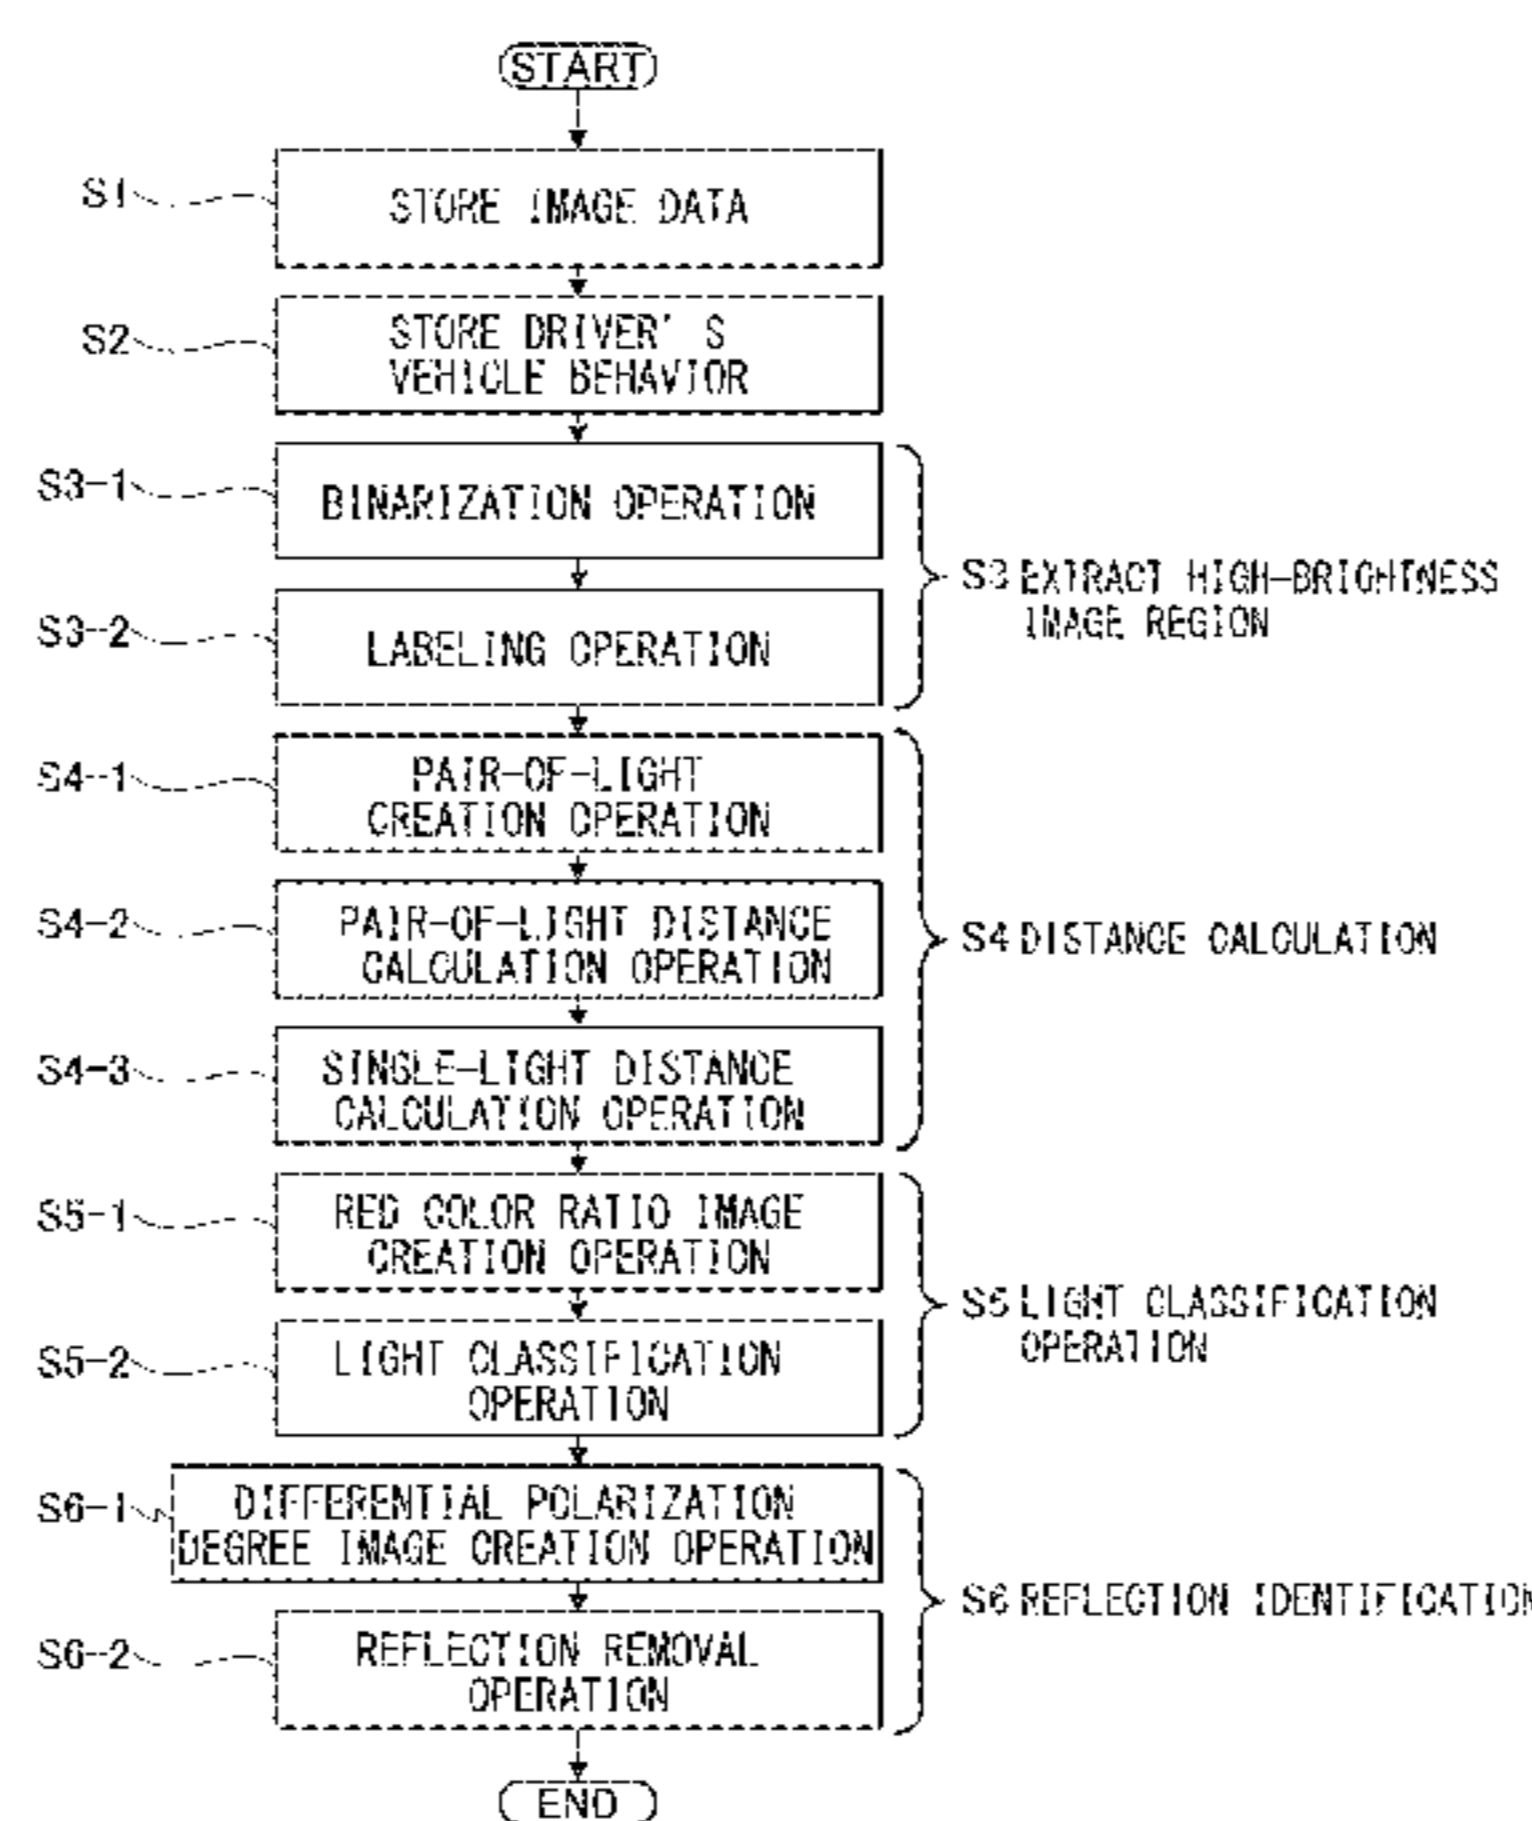 START
S1
STORE IMAGE DATA
S2
STORE DRIVER'S
VEHICLE BEHAVIOR
S3-1
BINARIZATION OPERATION
S3-2
LABELING OPERATION
S3 EXTRACT HIGH-BRIGHTNESS
IMAGE REGION
S4-1
PAIR-OF-LIGHT
CREATION OPERATION
S4-2
PAIR-OF-LIGHT DISTANCE
CALCULATION OPERATION
S4-3
SINGLE-LIGHT DISTANCE
CALCULATION OPERATION
S4 DISTANCE CALCULATION
S5-1
RED COLOR RATIO IMAGE
CREATION OPERATION
S5-2
LIGHT CLASSIFICATION
OPERATION
S5 LIGHT CLASSIFICATION
OPERATION
S6-1
DIFFERENTIAL POLARIZATION
DEGREE IMAGE CREATION OPERATION
S6-2
REFLECTION REMOVAL
OPERATION
S6 REFLECTION IDENTIFICATION
END